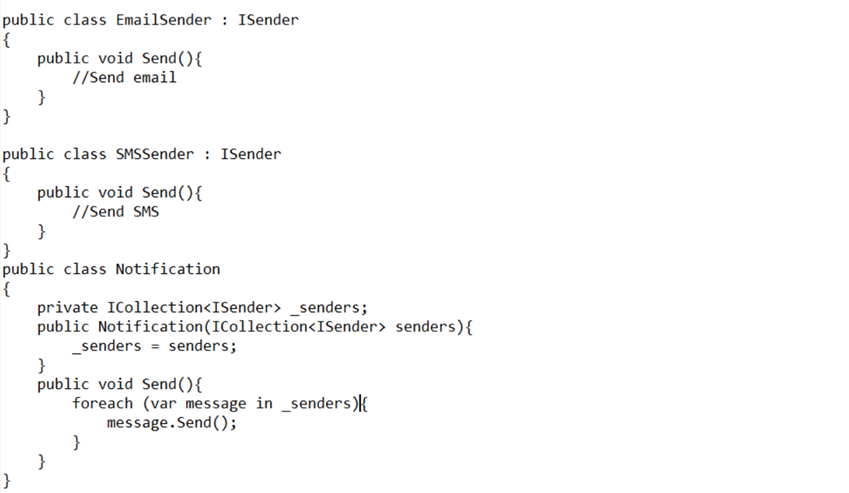 public class EmailSender : ISender
{
    public void Send(){
        //Send email
    }
}

public class SMSSender : ISender
{
    public void Send(){
        //Send SMS
    }
}
public class Notification
{
    private ICollection<ISender> _senders;
    public Notification(ICollection<ISender> senders){
        _senders = senders;
    }
    public void Send(){
        foreach (var message in _senders){
            message.Send();
        }
    }
}